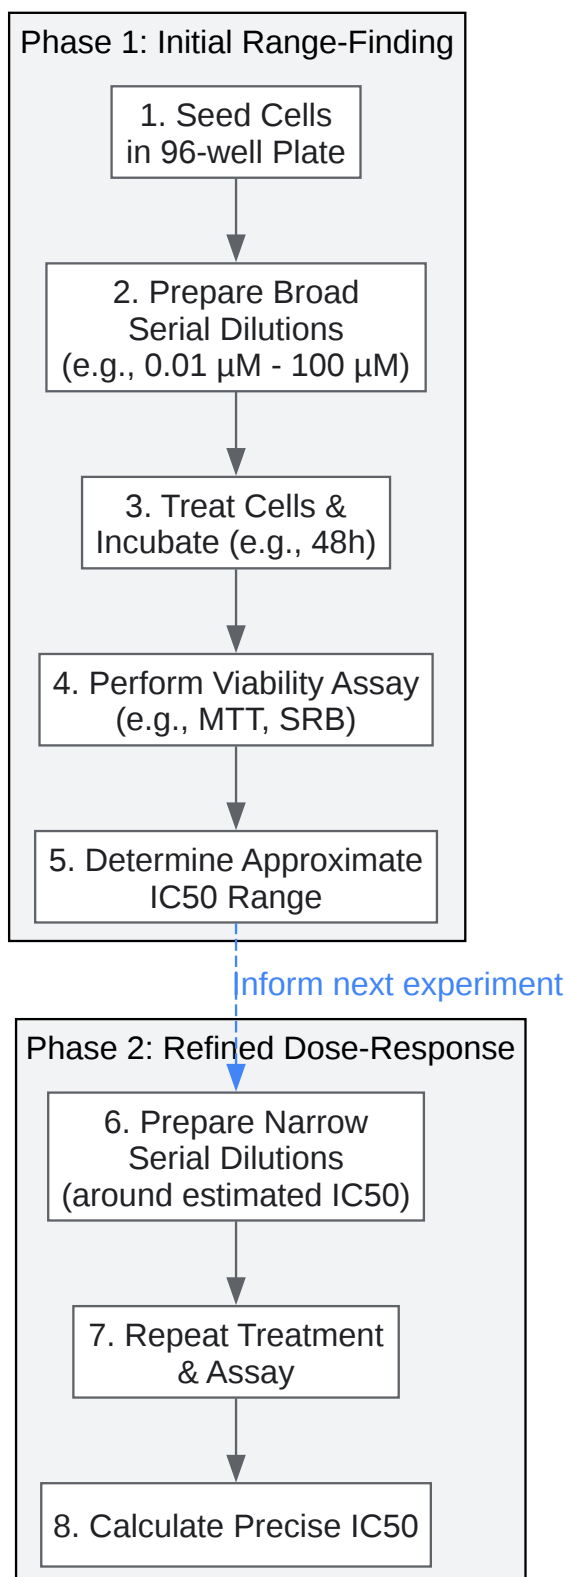 Phase 1: Initial Range-Finding
1. Seed Cells
in 96-well Plate
2. Prepare Broad
Serial Dilutions
(e.g., 0.01 µM - 100 µM)
3. Treat Cells &
Incubate (e.g., 48h)
4. Perform Viability Assay
(e.g., MTT, SRB)
5. Determine Approximate
IC50 Range
Inform next experiment
Phase 2: Refined Dose-Response
6. Prepare Narrow
Serial Dilutions
(around estimated IC50)
7. Repeat Treatment
& Assay
8. Calculate Precise IC50